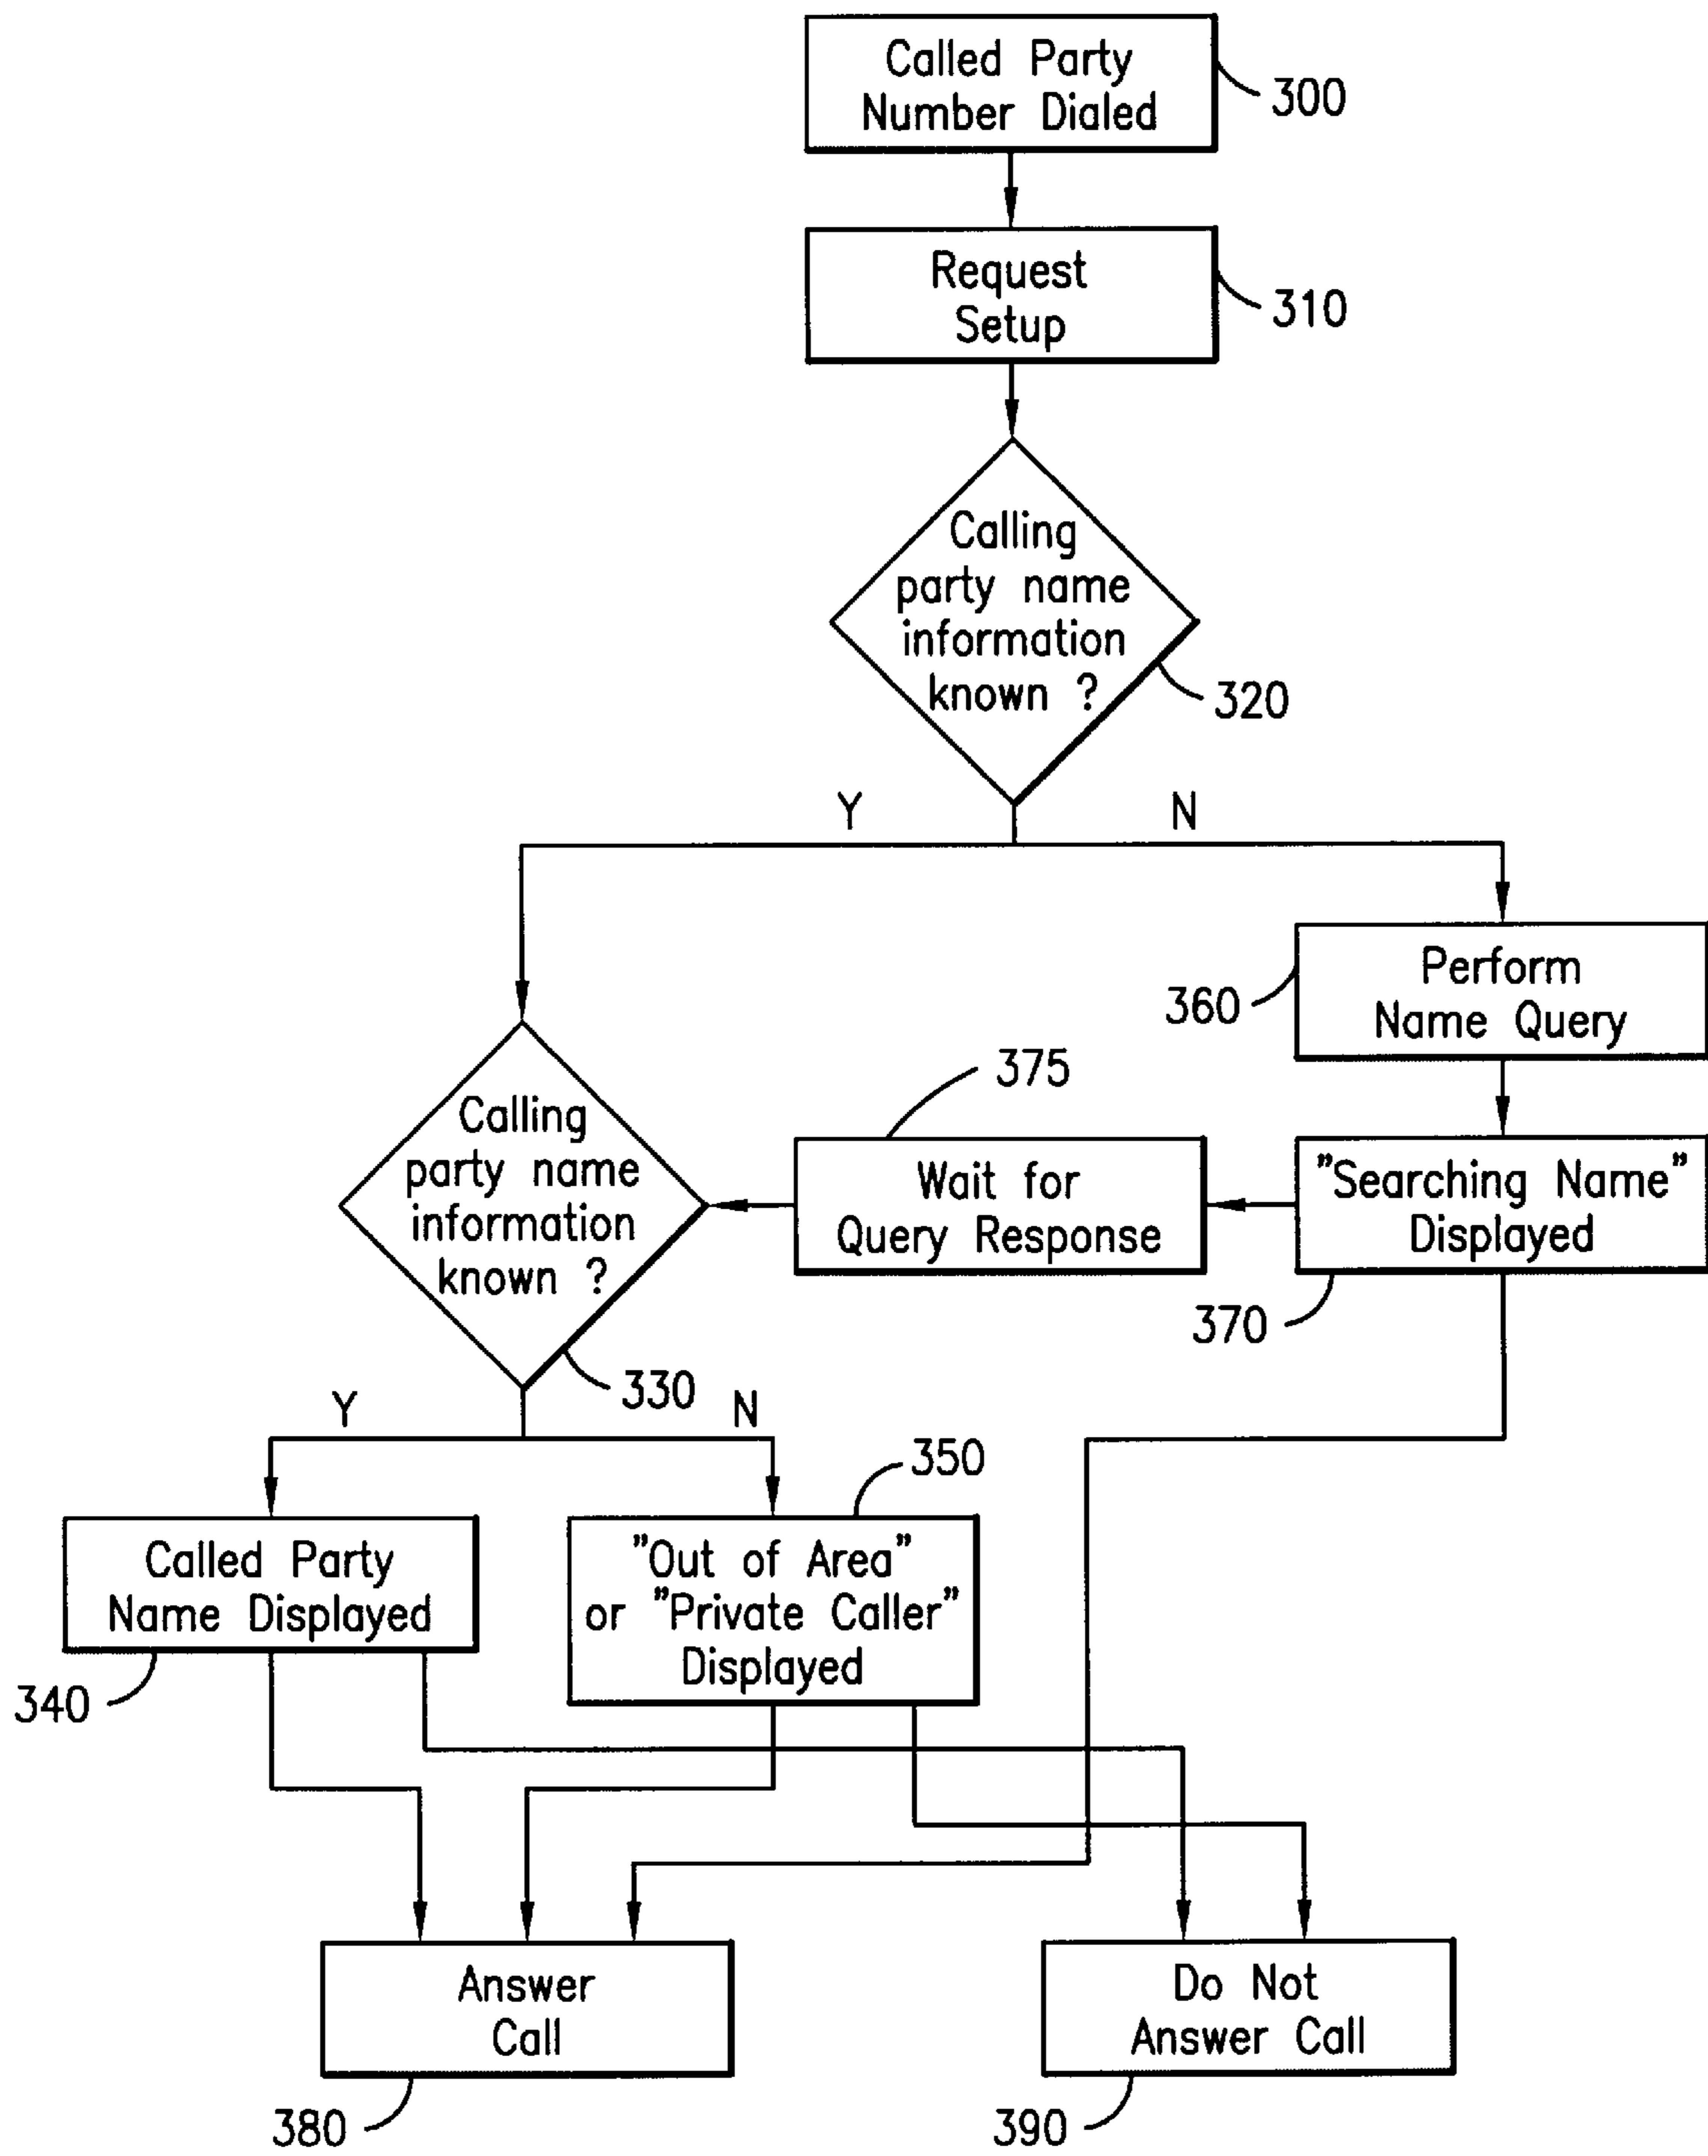 Called Party
Number Dialed
300
Request
Setup
310
Calling
party name
information
known ?
320
Y
N
Perform
Name Query
360
375
Calling
party name
information
known ?
Wait for
Query Response
"Searching Name"
Displayed
370
330
Y
N
350
Called Party
Name Displayed
"Out of Area"
or "Private Caller"
Displayed
340
Answer
Call
Do Not
Answer Call
380
390